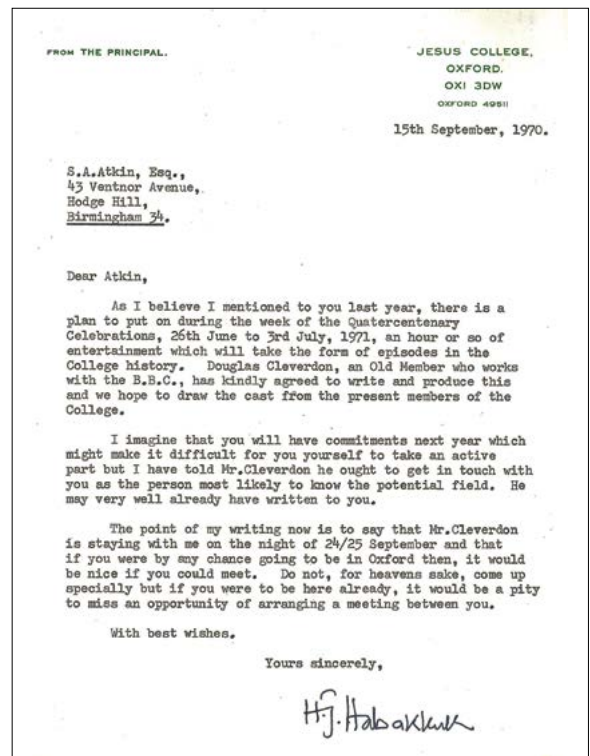 FROM THE PRINCIPAL.
JESUS COLLEGE,
OXFORD.
OX1 3DW
OXFORD 49511
15th September, 1970.
S.A.Atkin, Esq.,
43 Ventnor Avenue,
Hodge Hill,
Birmingham 34.
Dear Atkin,
As I believe I mentioned to you last year, there is a
plan to put on during the week of the Quatercentenary
Celebrations, 26th June to 3rd July, 1971, an hour or so of
entertainment which will take the form of episodes in the
College history. Douglas Cleverdon, an Old Member who works
with the B.B.C., has kindly agreed to write and produce this
and we hope to draw the cast from the present members of the
College.
I imagine that you will have commitments next year which
might make it difficult for you yourself to take an active
part but I have told Mr.Cleverdon he ought to get in touch with
you as the person most likely to know the potential field. He
may very well already have written to you.
The point of my writing now is to say that Mr.Cleverdon
is staying with me on the night of 24/25 September and that
if you were by any chance going to be in Oxford then, it would
be nice if you could meet. Do not, for heavens sake, come up
specially but if you were to be here already, it would be a pity
to miss an opportunity of arranging a meeting between you.
With best wishes.
Yours sincerely,
H.J. Habakkuk